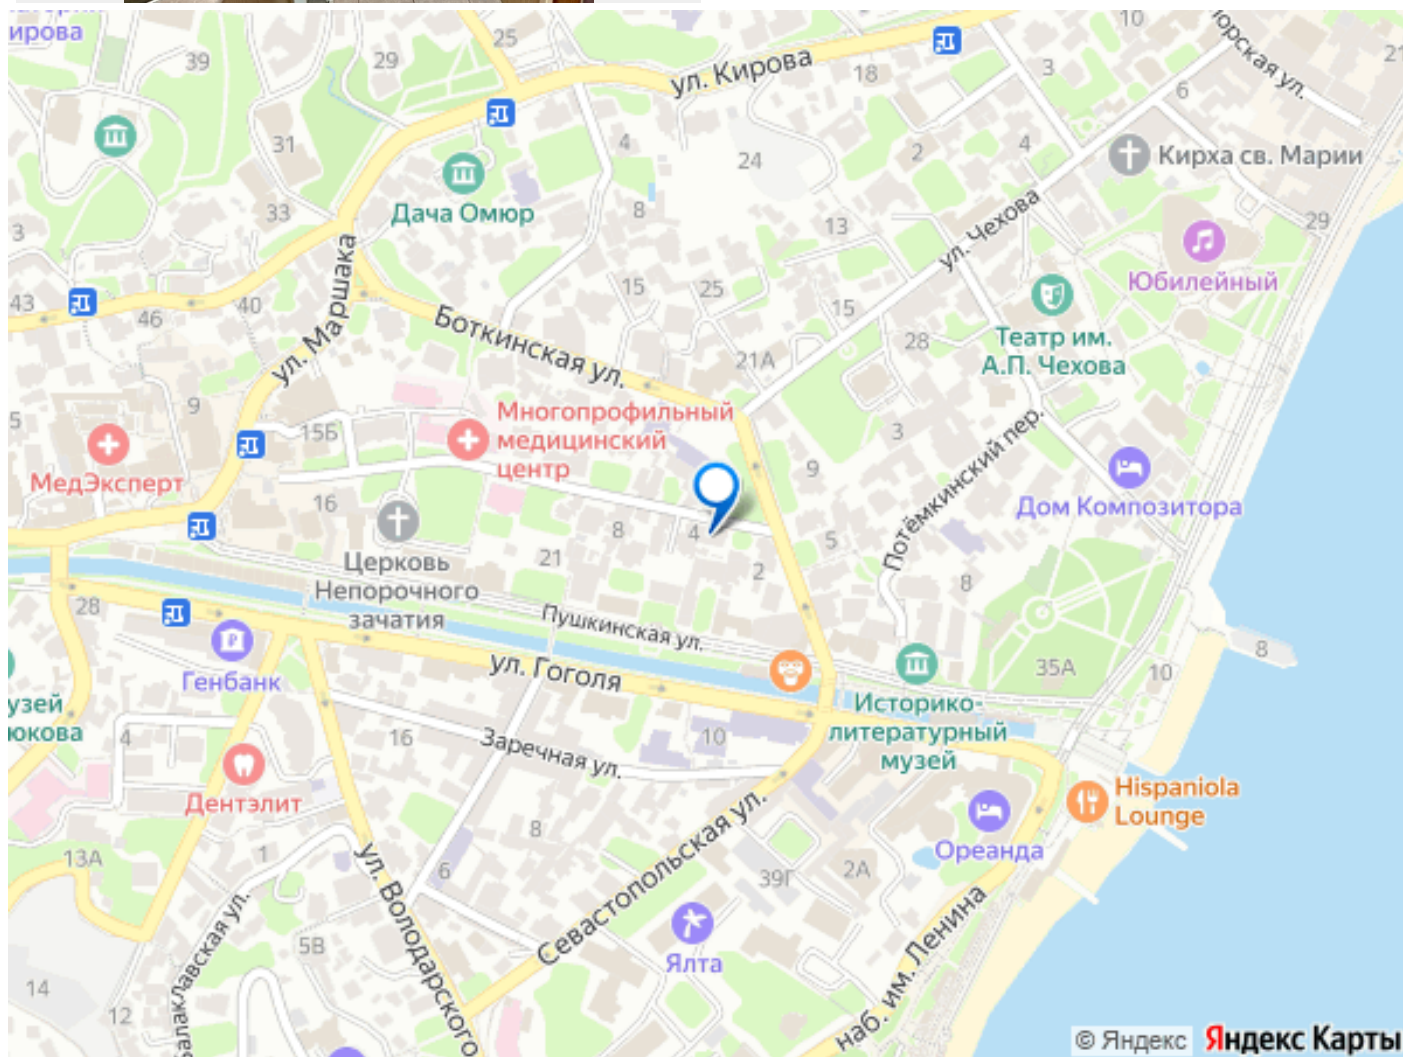 ирова
39
29
25
ул. Кирова
18
10
3
21
6
31
4
24
2
4
Кирха св. Марии
Дача Омюр
33
8
13
29
3
ул. Маршака
ул. Чехова
Юбилейный
43
46
40
15
25
15
Боткинская ул.
21А
28
Театр им.
А.П. Чехова
9
15Б
Многопрофильный
медицинский
центр
3
Потёмкинский пер.
5
МедЭксперт
16
9
Дом Композитора
8
4
5
21
2
8
Церковь
Непорочного
зачатия
28
Пушкинская ул.
ул. Гоголя
35А
10
8
Генбанк
узей
юкова
4
16
Заречная ул.
10
Историко-
литературный
музей
Hispaniola
Lounge
Дентэлит
8
13А
1
ул. Володарского
6
Севастопольская ул.
39Г
2А
Ореанда
5В
Балаклавская ул.
Ялта
наб. им. Ленина
14
12
© Яндекс Яндекс Карты